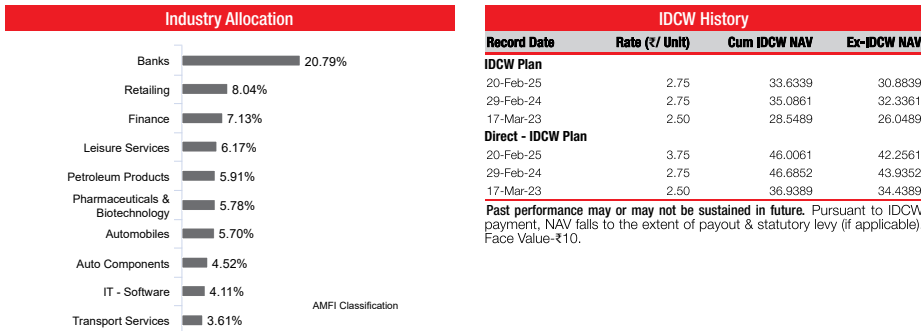 Industry Allocation
Banks 20.79%
Retailing 8.04%
Finance 7.13%
Leisure Services 6.17%
Petroleum Products 5.91%
Pharmaceuticals &
Biotechnology 5.78%
Automobiles 5.70%
Auto Components 4.52%
IT - Software 4.11%
AMFI Classification
Transport Services 3.61%
IDCW History
Record Date Rate (₹/ Unit) Cum IDCW NAV Ex-IDCW NAV
IDCW Plan
20-Feb-25 2.75 33.6339 30.8839
29-Feb-24 2.75 35.0861 32.3361
17-Mar-23 2.50 28.5489 26.0489
Direct - IDCW Plan
20-Feb-25 3.75 46.0061 42.2561
29-Feb-24 2.75 46.6852 43.9352
17-Mar-23 2.50 36.9389 34.4389
Past performance may or may not be sustained in future. Pursuant to IDCW
payment, NAV falls to the extent of payout & statutory levy (if applicable)
Face Value-₹10.